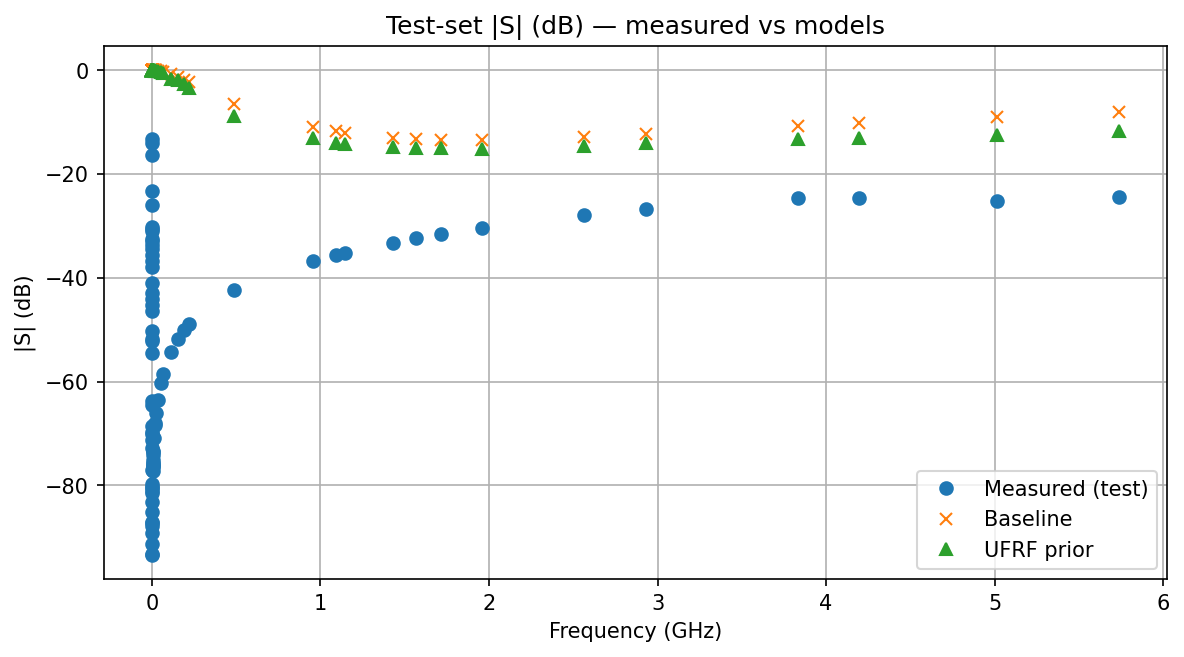 Test-set |S| (dB) — measured vs models
|S| (dB)
0
−20
−40
−60
−80
Measured (test)
Baseline
UFRF prior
0 1 2 3 4 5 6
Frequency (GHz)